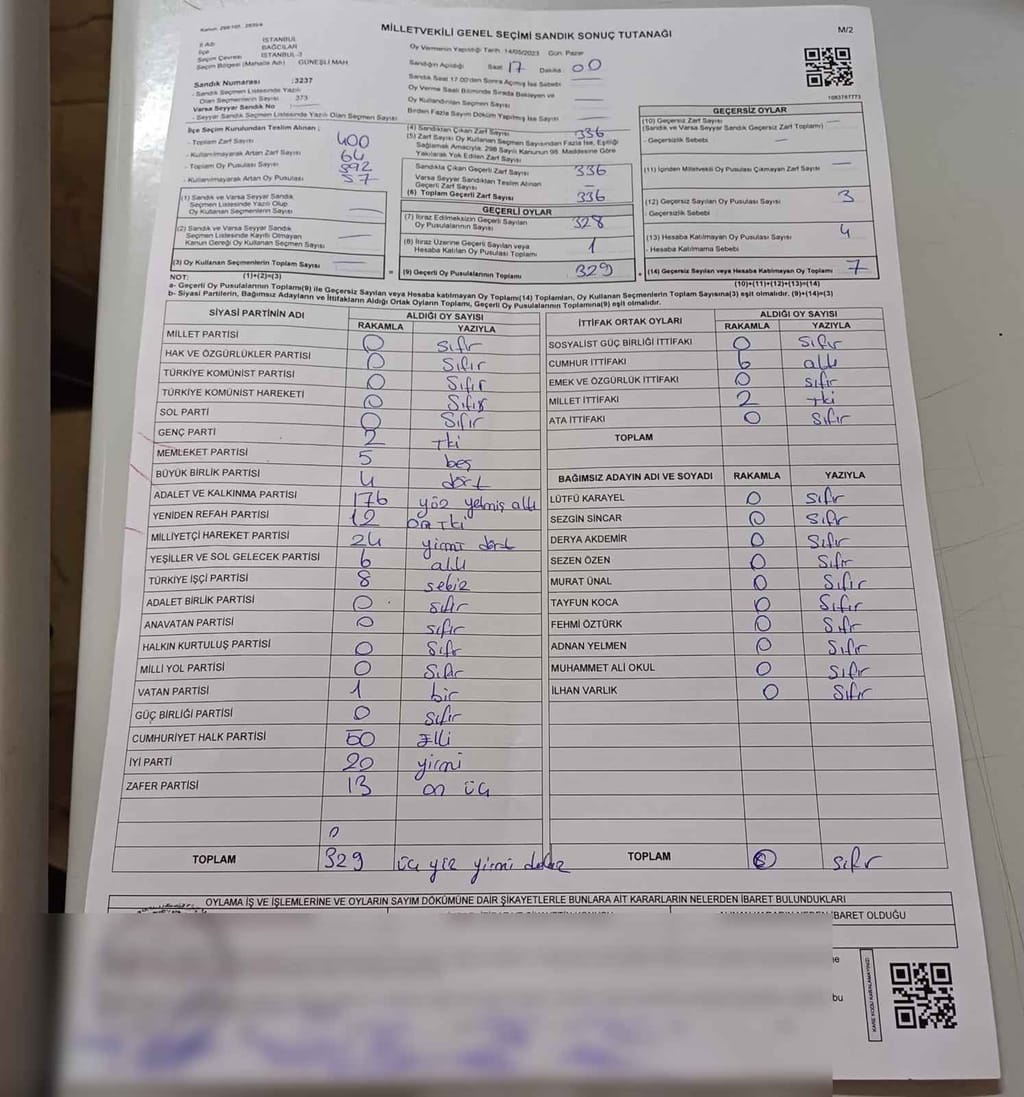 MİLLETVEKİLİ GENEL SEÇİMİ SANDIK SONUÇ TUTANAĞI
M/2
İl Adı İSTANBUL
İlçe BAĞCILAR
Seçim Çevresi İSTANBUL-3
Seçim Bölgesi (Mahalle Adı) GÜNEŞLİ MAH.
Sandık Numarası :3237
- Sandık Seçmen Listesinde Yazılı
Olan Seçmenlerin Sayısı 373
Varsa Seyyar Sandık No
- Seyyar Sandık Seçmen Listesinde Yazılı Olan Seçmen Sayısı
Oy Vermenin Yapıldığı Tarih 14/05/2023 Gün Pazar
Sandığın Açıldığı Saat 17 Dakika 00
Sandık Saat 17:00'den Sonra Açılmış İse Sebebi
Oy Verme Saati Bitiminde Sırada Bekleyen ve
Oy Kullandırılan Seçmen Sayısı
Birden Fazla Sayım Döküm Yapılmış İse Sayısı
1083787773
İlçe Seçim Kurulundan Teslim Alınan ;
- Toplam Zarf Sayısı 400
- Kullanılmayarak Artan Zarf Sayısı 64
- Toplam Oy Pusulası Sayısı 392
- Kullanılmayarak Artan Oy Pusulası 57
(1) Sandık ve Varsa Seyyar Sandık
Seçmen Listesinde Yazılı Olup
Oy Kullanan Seçmenlerin Sayısı
(2) Sandık ve Varsa Seyyar Sandık
Seçmen Listesinde Kayıtlı Olmayan
Kanun Gereği Oy Kullanan Seçmen Sayısı
(3) Oy Kullanan Seçmenlerin Toplam Sayısı
(4) Sandıktan Çıkan Zarf Sayısı 336
(5) Zarf Sayısı Oy Kullanan Seçmen Sayısından Fazla İse, Eşitliği
Sağlamak Amacıyla, 298 Sayılı Kanunun 98. Maddesine Göre
Yakılarak Yok Edilen Zarf Sayısı
Sandıkta Çıkan Geçerli Zarf Sayısı 336
Varsa Seyyar Sandıktan Teslim Alınan
Geçerli Zarf Sayısı
(6) Toplam Geçerli Zarf Sayısı 336
GEÇERLİ OYLAR
(7) İtiraz Edilmeksizin Geçerli Sayılan
Oy Pusulalarının Sayısı 328
(8) İtiraz Üzerine Geçerli Sayılan veya
Hesaba Katılan Oy Pusulası Toplamı 1
= (9) Geçerli Oy Pusulalarının Toplamı 329
GEÇERSİZ OYLAR
(10) Geçersiz Zarf Sayısı
(Sandık ve Varsa Seyyar Sandık Geçersiz Zarf Toplamı)
- Geçersizlik Sebebi
(11) İçinden Milletvekili Oy Pusulası Çıkmayan Zarf Sayısı
(12) Geçersiz Sayılan Oy Pusulası Sayısı 3
- Geçersizlik Sebebi
(13) Hesaba Katılmayan Oy Pusulası Sayısı 4
- Hesaba Katılmama Sebebi
+ (14) Geçersiz Sayılan veya Hesaba Katılmayan Oy Toplamı 7
NOT: (1)+(2)=(3)
(10)+(11)+(12)+(13)=(14)
a- Geçerli Oy Pusulalarının Toplamı(9) ile Geçersiz Sayılan veya Hesaba katılmayan Oy Toplamı(14) Toplamları, Oy Kullanan Seçmenlerin Toplam Sayısına(3) eşit olmalıdır. (9)+(14)=(3)
b- Siyasi Partilerin, Bağımsız Adayların ve İttifakların Aldığı Ortak Oyların Toplamı, Geçerli Oy Pusulalarının Toplamına(9) eşit olmalıdır.
SİYASİ PARTİNİN ADI ALDIĞI OY SAYISI
RAKAMLA YAZIYLA
MİLLET PARTİSİ 0 sıfır
HAK VE ÖZGÜRLÜKLER PARTİSİ 0 Sıfır
TÜRKİYE KOMÜNİST PARTİSİ 0 Sıfır
TÜRKİYE KOMÜNİST HAREKETİ 0 Sıfır
SOL PARTİ 0 Sıfır
GENÇ PARTİ 2 İki
MEMLEKET PARTİSİ 5 beş
BÜYÜK BİRLİK PARTİSİ 4 dört
ADALET VE KALKINMA PARTİSİ 176 yüz yetmiş altı
YENİDEN REFAH PARTİSİ 12 on İki
MİLLİYETÇİ HAREKET PARTİSİ 24 yirmi dört
YEŞİLLER VE SOL GELECEK PARTİSİ 6 altı
TÜRKİYE İŞÇİ PARTİSİ 8 sekiz
ADALET BİRLİK PARTİSİ 0 sıfır
ANAVATAN PARTİSİ 0 sıfır
HALKIN KURTULUŞ PARTİSİ 0 Sıfır
MİLLİ YOL PARTİSİ 0 Sıfır
VATAN PARTİSİ 1 bir
GÜÇ BİRLİĞİ PARTİSİ 0 sıfır
CUMHURİYET HALK PARTİSİ 50 Elli
İYİ PARTİ 20 yirmi
ZAFER PARTİSİ 13 on üç
0
TOPLAM 329 üç yüz yirmi dokuz
İTTİFAK ORTAK OYLARI ALDIĞI OY SAYISI
RAKAMLA YAZIYLA
SOSYALİST GÜÇ BİRLİĞİ İTTİFAKI 0 Sıfır
CUMHUR İTTİFAKI 6 altı
EMEK VE ÖZGÜRLÜK İTTİFAKI 0 sıfır
MİLLET İTTİFAKI 2 İki
ATA İTTİFAKI 0 Sıfır
TOPLAM
BAĞIMSIZ ADAYIN ADI VE SOYADI RAKAMLA YAZIYLA
LÜTFÜ KARAYEL 0 Sıfır
SEZGİN SİNCAR 0 Sıfır
DERYA AKDEMİR 0 Sıfır
SEZEN ÖZEN 0 Sıfır
MURAT ÜNAL 0 Sıfır
TAYFUN KOCA 0 Sıfır
FEHMİ ÖZTÜRK 0 Sıfır
ADNAN YELMEN 0 Sıfır
MUHAMMET ALİ OKUL 0 Sıfır
İLHAN VARLIK 0 Sıfır
TOPLAM 0 sıfır
OYLAMA İŞ VE İŞLEMLERİNE VE OYLARIN SAYIM DÖKÜMÜNE DAİR ŞİKAYETLERLE BUNLARA AİT KARARLARIN NELERDEN İBARET BULUNDUKLARI
İBARET OLDUĞU
bu
KARE KODU KARALAMAYINIZ!